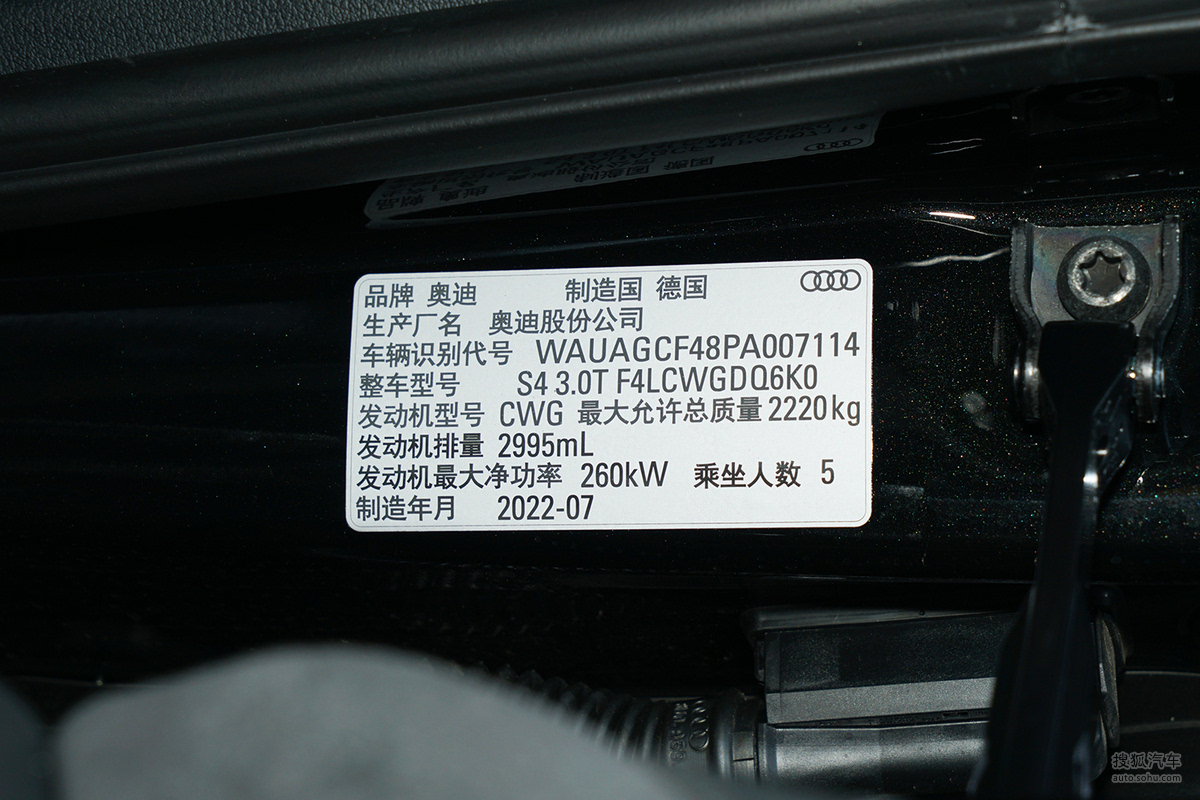 品牌 奥迪 制造国 德国
生产厂名 奥迪股份公司
车辆识别代号 WAUAGCF48PA007114
整车型号 S4 3.0T F4LCWGDQ6K0
发动机型号 CWG 最大允许总质量 2220kg
发动机排量 2995mL
发动机最大净功率 260kW 乘坐人数 5
制造年月 2022-07
搜狐汽车
auto.sohu.com